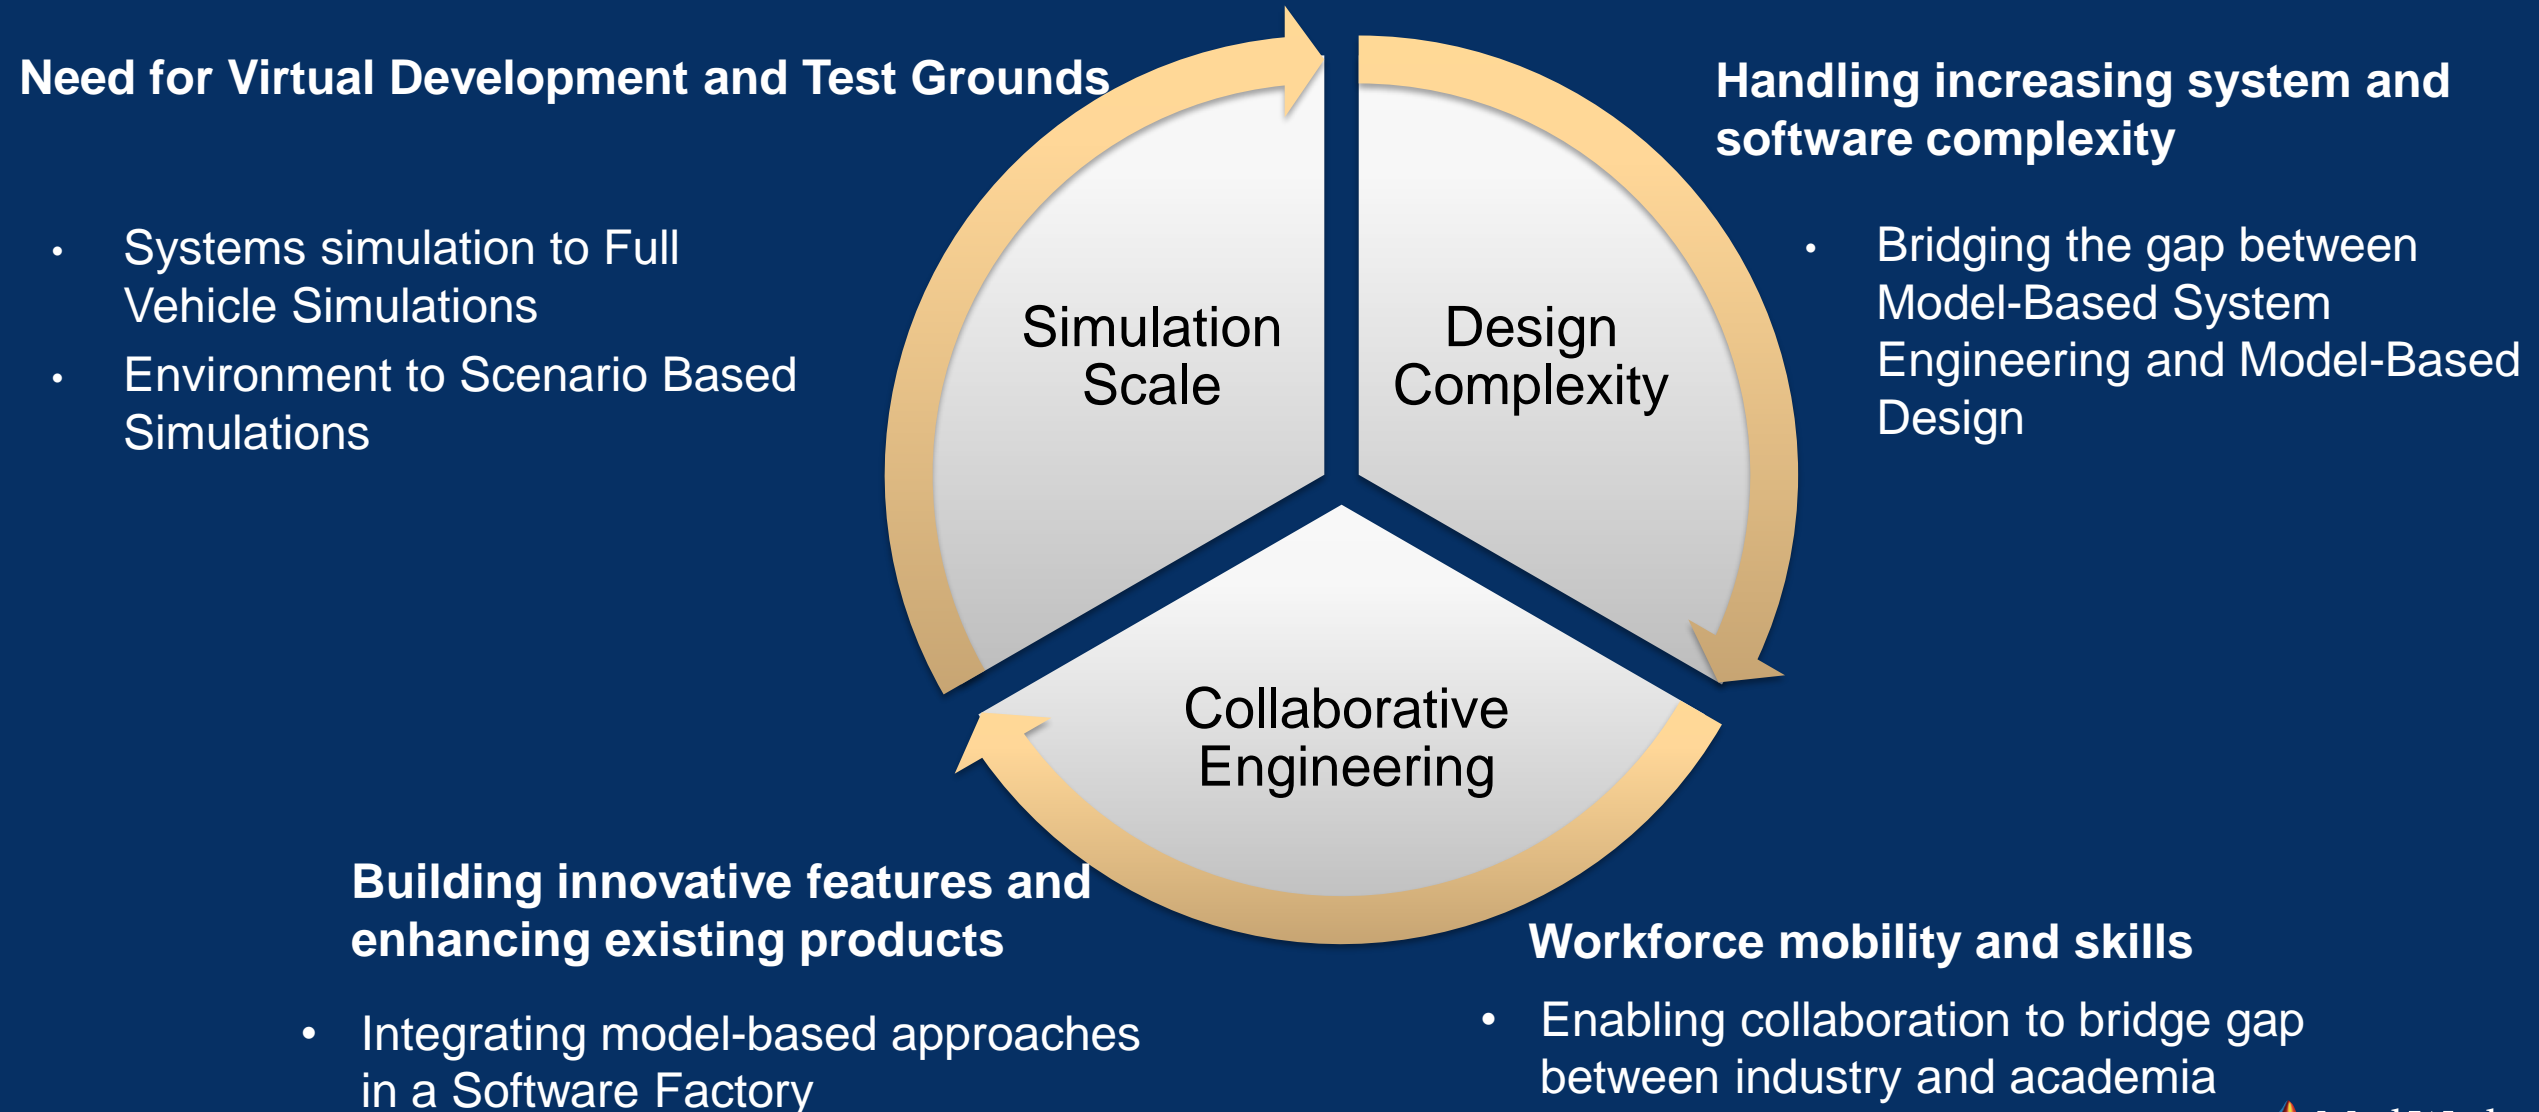 Need for Virtual Development and Test Grounds
• Systems simulation to Full
Vehicle Simulations
• Environment to Scenario Based
Simulations
Simulation
Scale
Design
Complexity
Handling increasing system and
software complexity
• Bridging the gap between
Model-Based System
Engineering and Model-Based
Design
Collaborative
Engineering
Building innovative features and
enhancing existing products
• Integrating model-based approaches
in a Software Factory
Workforce mobility and skills
• Enabling collaboration to bridge gap
between industry and academia